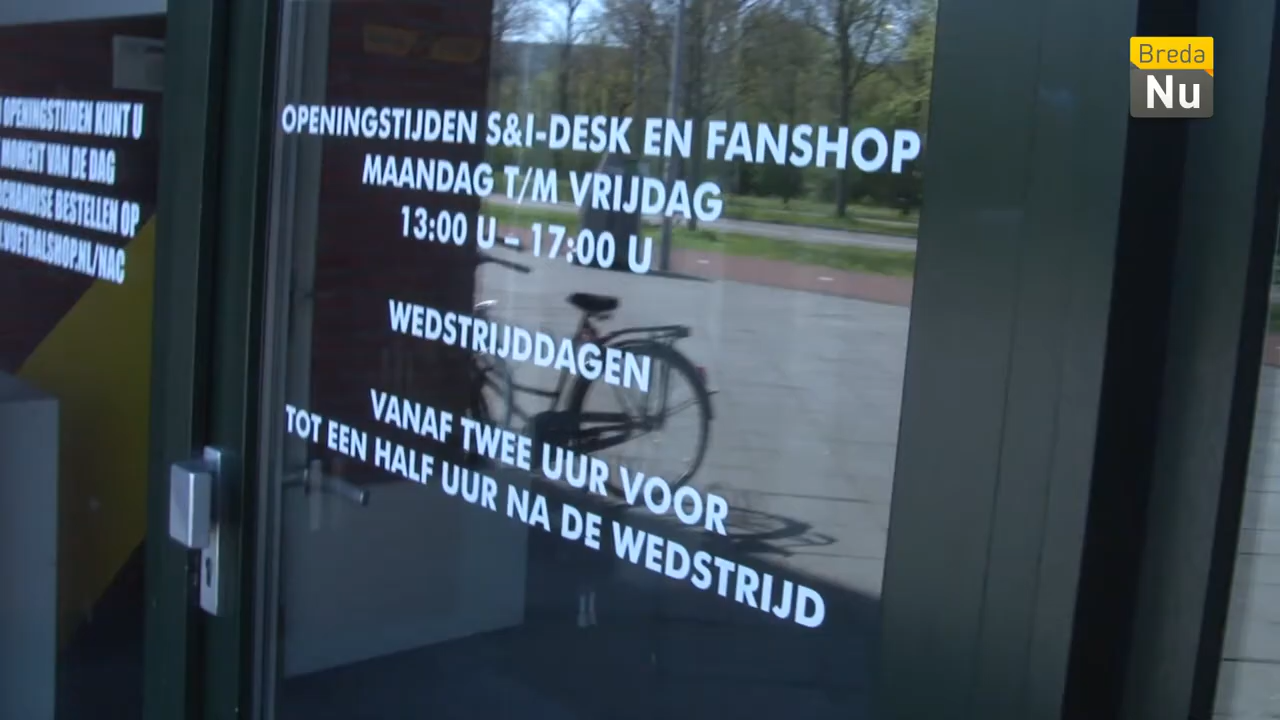 OPENINGSTIJDEN KUNT U
MOMENT VAN DE DAG
BESTELLEN OP
VOETBALSHOP.NL/NAC
OPENINGSTIJDEN S&I-DESK EN FANSHOP
MAANDAG T/M VRIJDAG
13:00 U – 17:00 U
WEDSTRIJDDAGEN
VANAF TWEE UUR VOOR
TOT EEN HALF UUR NA DE WEDSTRIJD
Breda
Nu